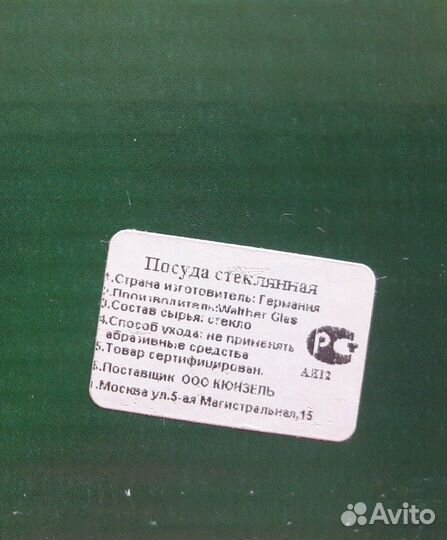 Посуда стеклянная
1.Страна изготовитель: Германия
2.Производитель:Walther Glas
3.Состав сырья: стекло
4.Способ ухода: не применять
абразивные средства
5.Товар сертифицирован.
6.Поставщик ООО КЮНЗЕЛЬ
г.Москва ул.5-ая Магистральная,15
РСТ
АЯ12
Avito